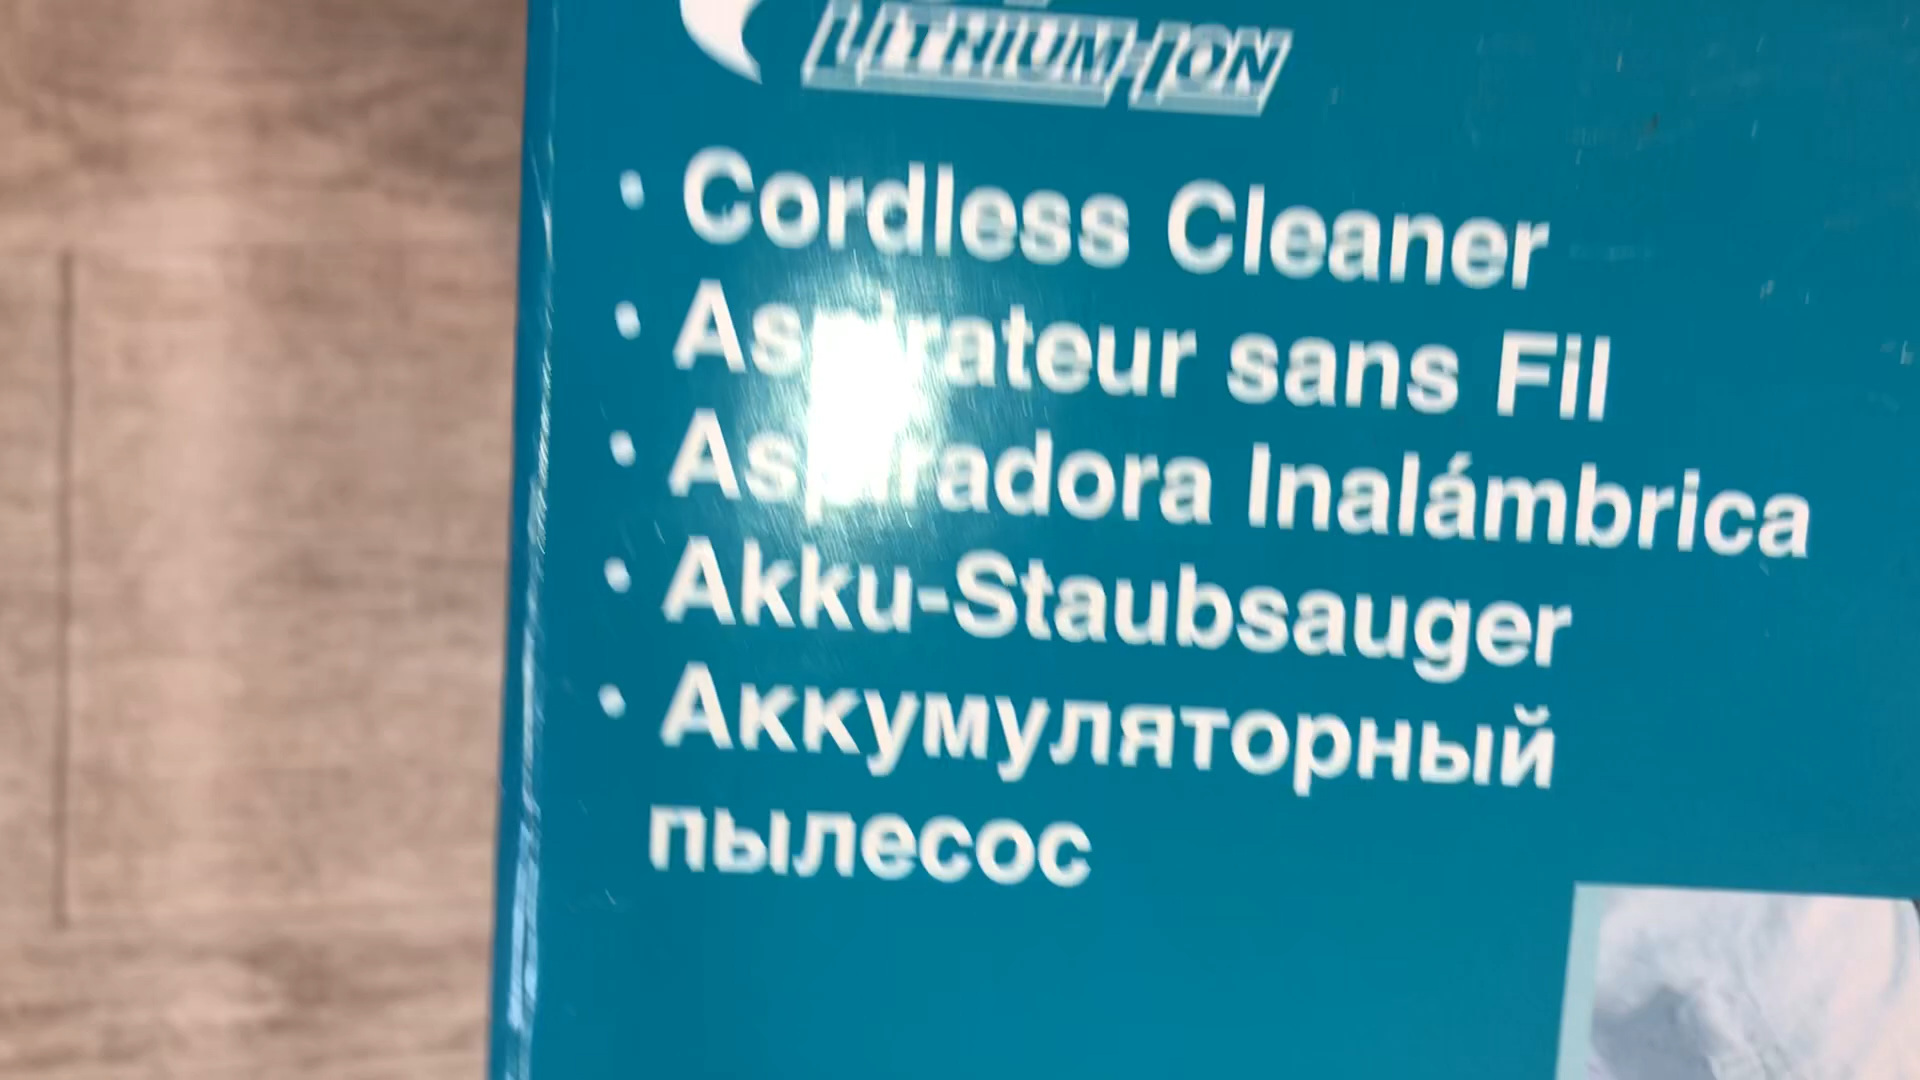 LITHIUM-ION
• Cordless Cleaner
• Aspirateur sans Fil
• Aspiradora Inalámbrica
• Akku-Staubsauger
• Аккумуляторный
пылесос